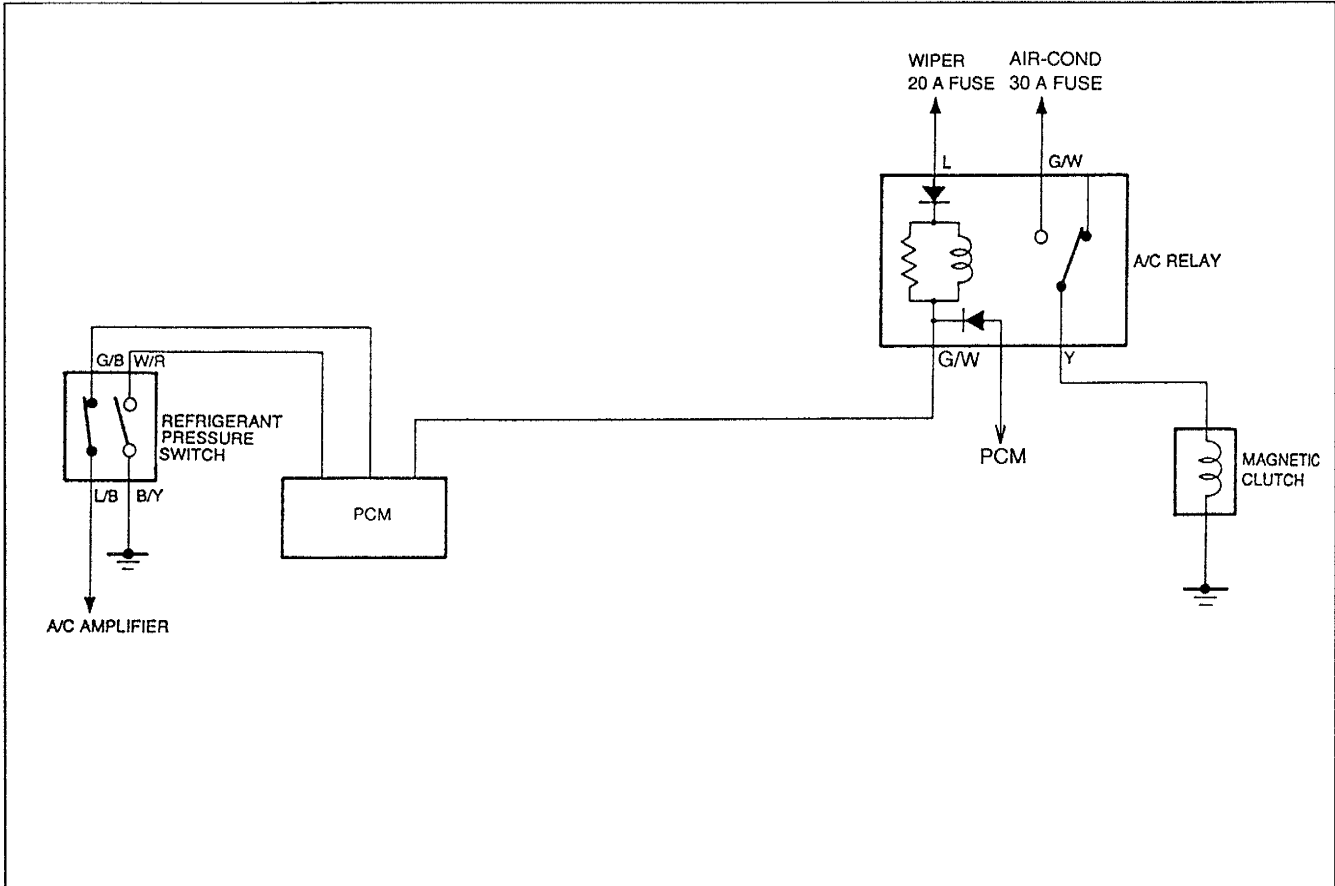 WIPER
20 A FUSE
AIR-COND
30 A FUSE
L
G/W
A/C RELAY
G/W
Y
G/B
W/R
REFRIGERANT
PRESSURE
SWITCH
L/B
B/Y
PCM
PCM
MAGNETIC
CLUTCH
A/C AMPLIFIER